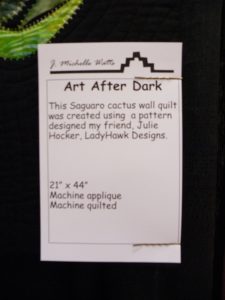 J. Michelle Watts
Art After Dark
This Saguaro cactus wall quilt
was created using a pattern
designed my friend, Julie
Hocker, LadyHawk Designs.
21" x 44"
Machine applique
Machine quilted